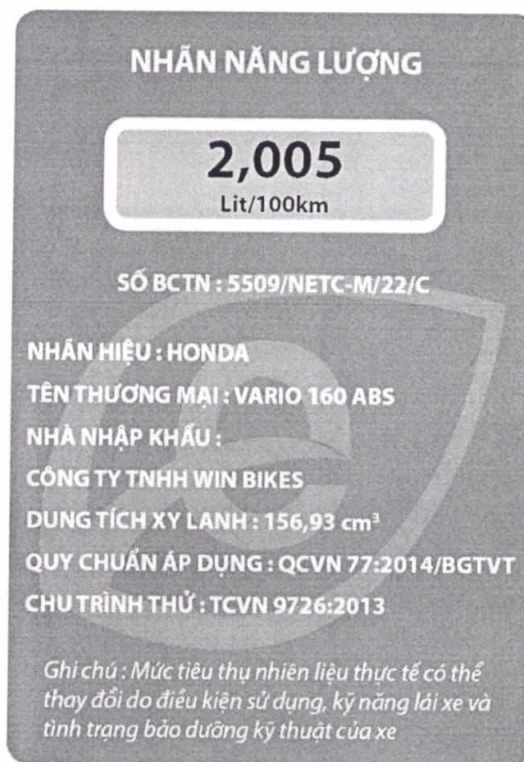 NHÃN NĂNG LƯỢNG
2,005
Lit/100km
SỐ BCTN : 5509/NETC-M/22/C
NHÃN HIỆU : HONDA
TÊN THƯƠNG MẠI : VARIO 160 ABS
NHÀ NHẬP KHẨU :
CÔNG TY TNHH WIN BIKES
DUNG TÍCH XY LANH : 156,93 cm³
QUY CHUẨN ÁP DỤNG : QCVN 77:2014/BGTVT
CHU TRÌNH THỬ : TCVN 9726:2013
Ghi chú : Mức tiêu thụ nhiên liệu thực tế có thể
thay đổi do điều kiện sử dụng, kỹ năng lái xe và
tình trạng bảo dưỡng kỹ thuật của xe